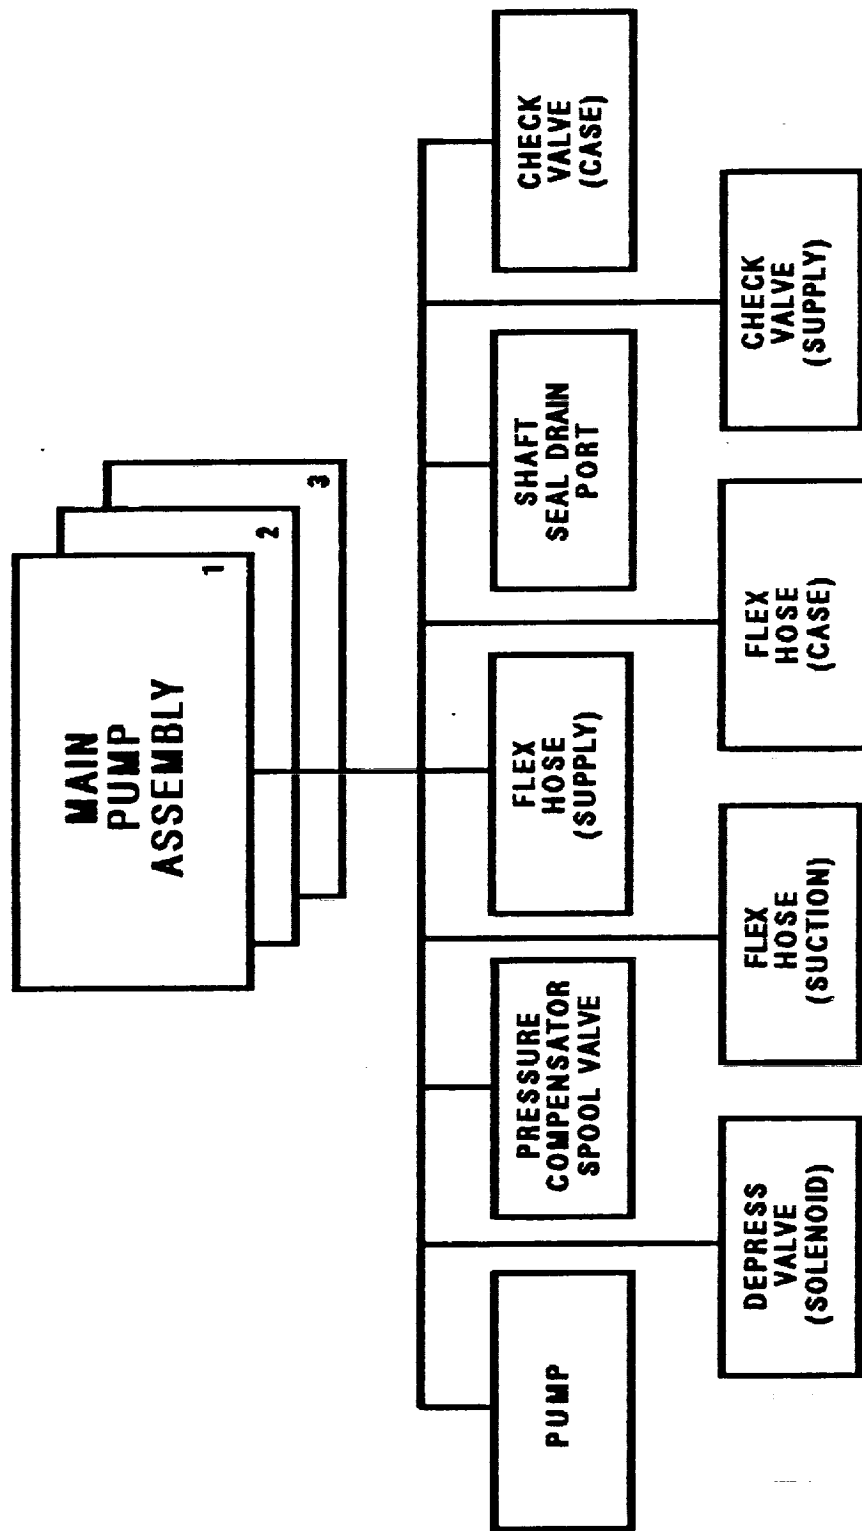 MAIN
PUMP
ASSEMBLY
1
2
3
PUMP
PRESSURE
COMPENSATOR
SPOOL VALVE
FLEX
HOSE
(SUPPLY)
SHAFT
SEAL DRAIN
PORT
CHECK
VALVE
(CASE)
DEPRESS
VALVE
(SOLENOID)
FLEX
HOSE
(SUCTION)
FLEX
HOSE
(CASE)
CHECK
VALVE
(SUPPLY)